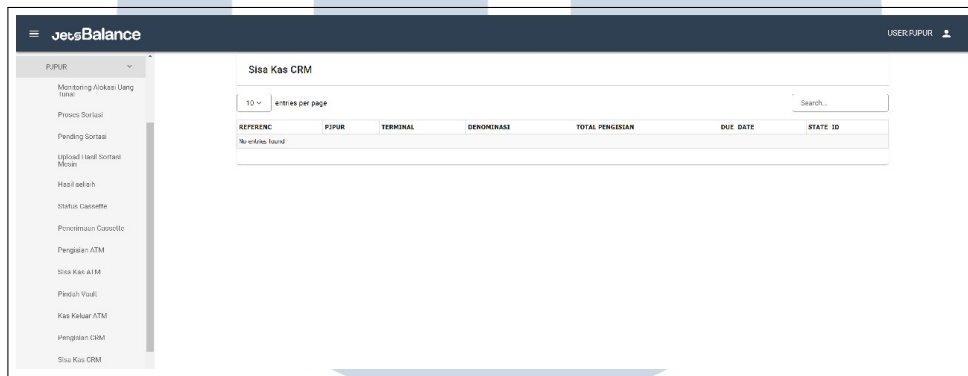 JetsBalance
USER:PJPUR
PJPUR
Monitoring Alokasi Uang
Tunai
Proses Sortasi
Pending Sortasi
Upload Hasil Sortasi
Mesin
Hasil selisih
Status Cassette
Penerimaan Cassette
Pengisian ATM
Sisa Kas ATM
Pindah Vault
Kas Keluar ATM
Pengisian CRM
Sisa Kas CRM
Sisa Kas CRM
10 entries per page
Search...
REFERENC PJPUR TERMINAL DENOMINASI TOTAL PENGISIAN DUE DATE STATE ID
No entries found